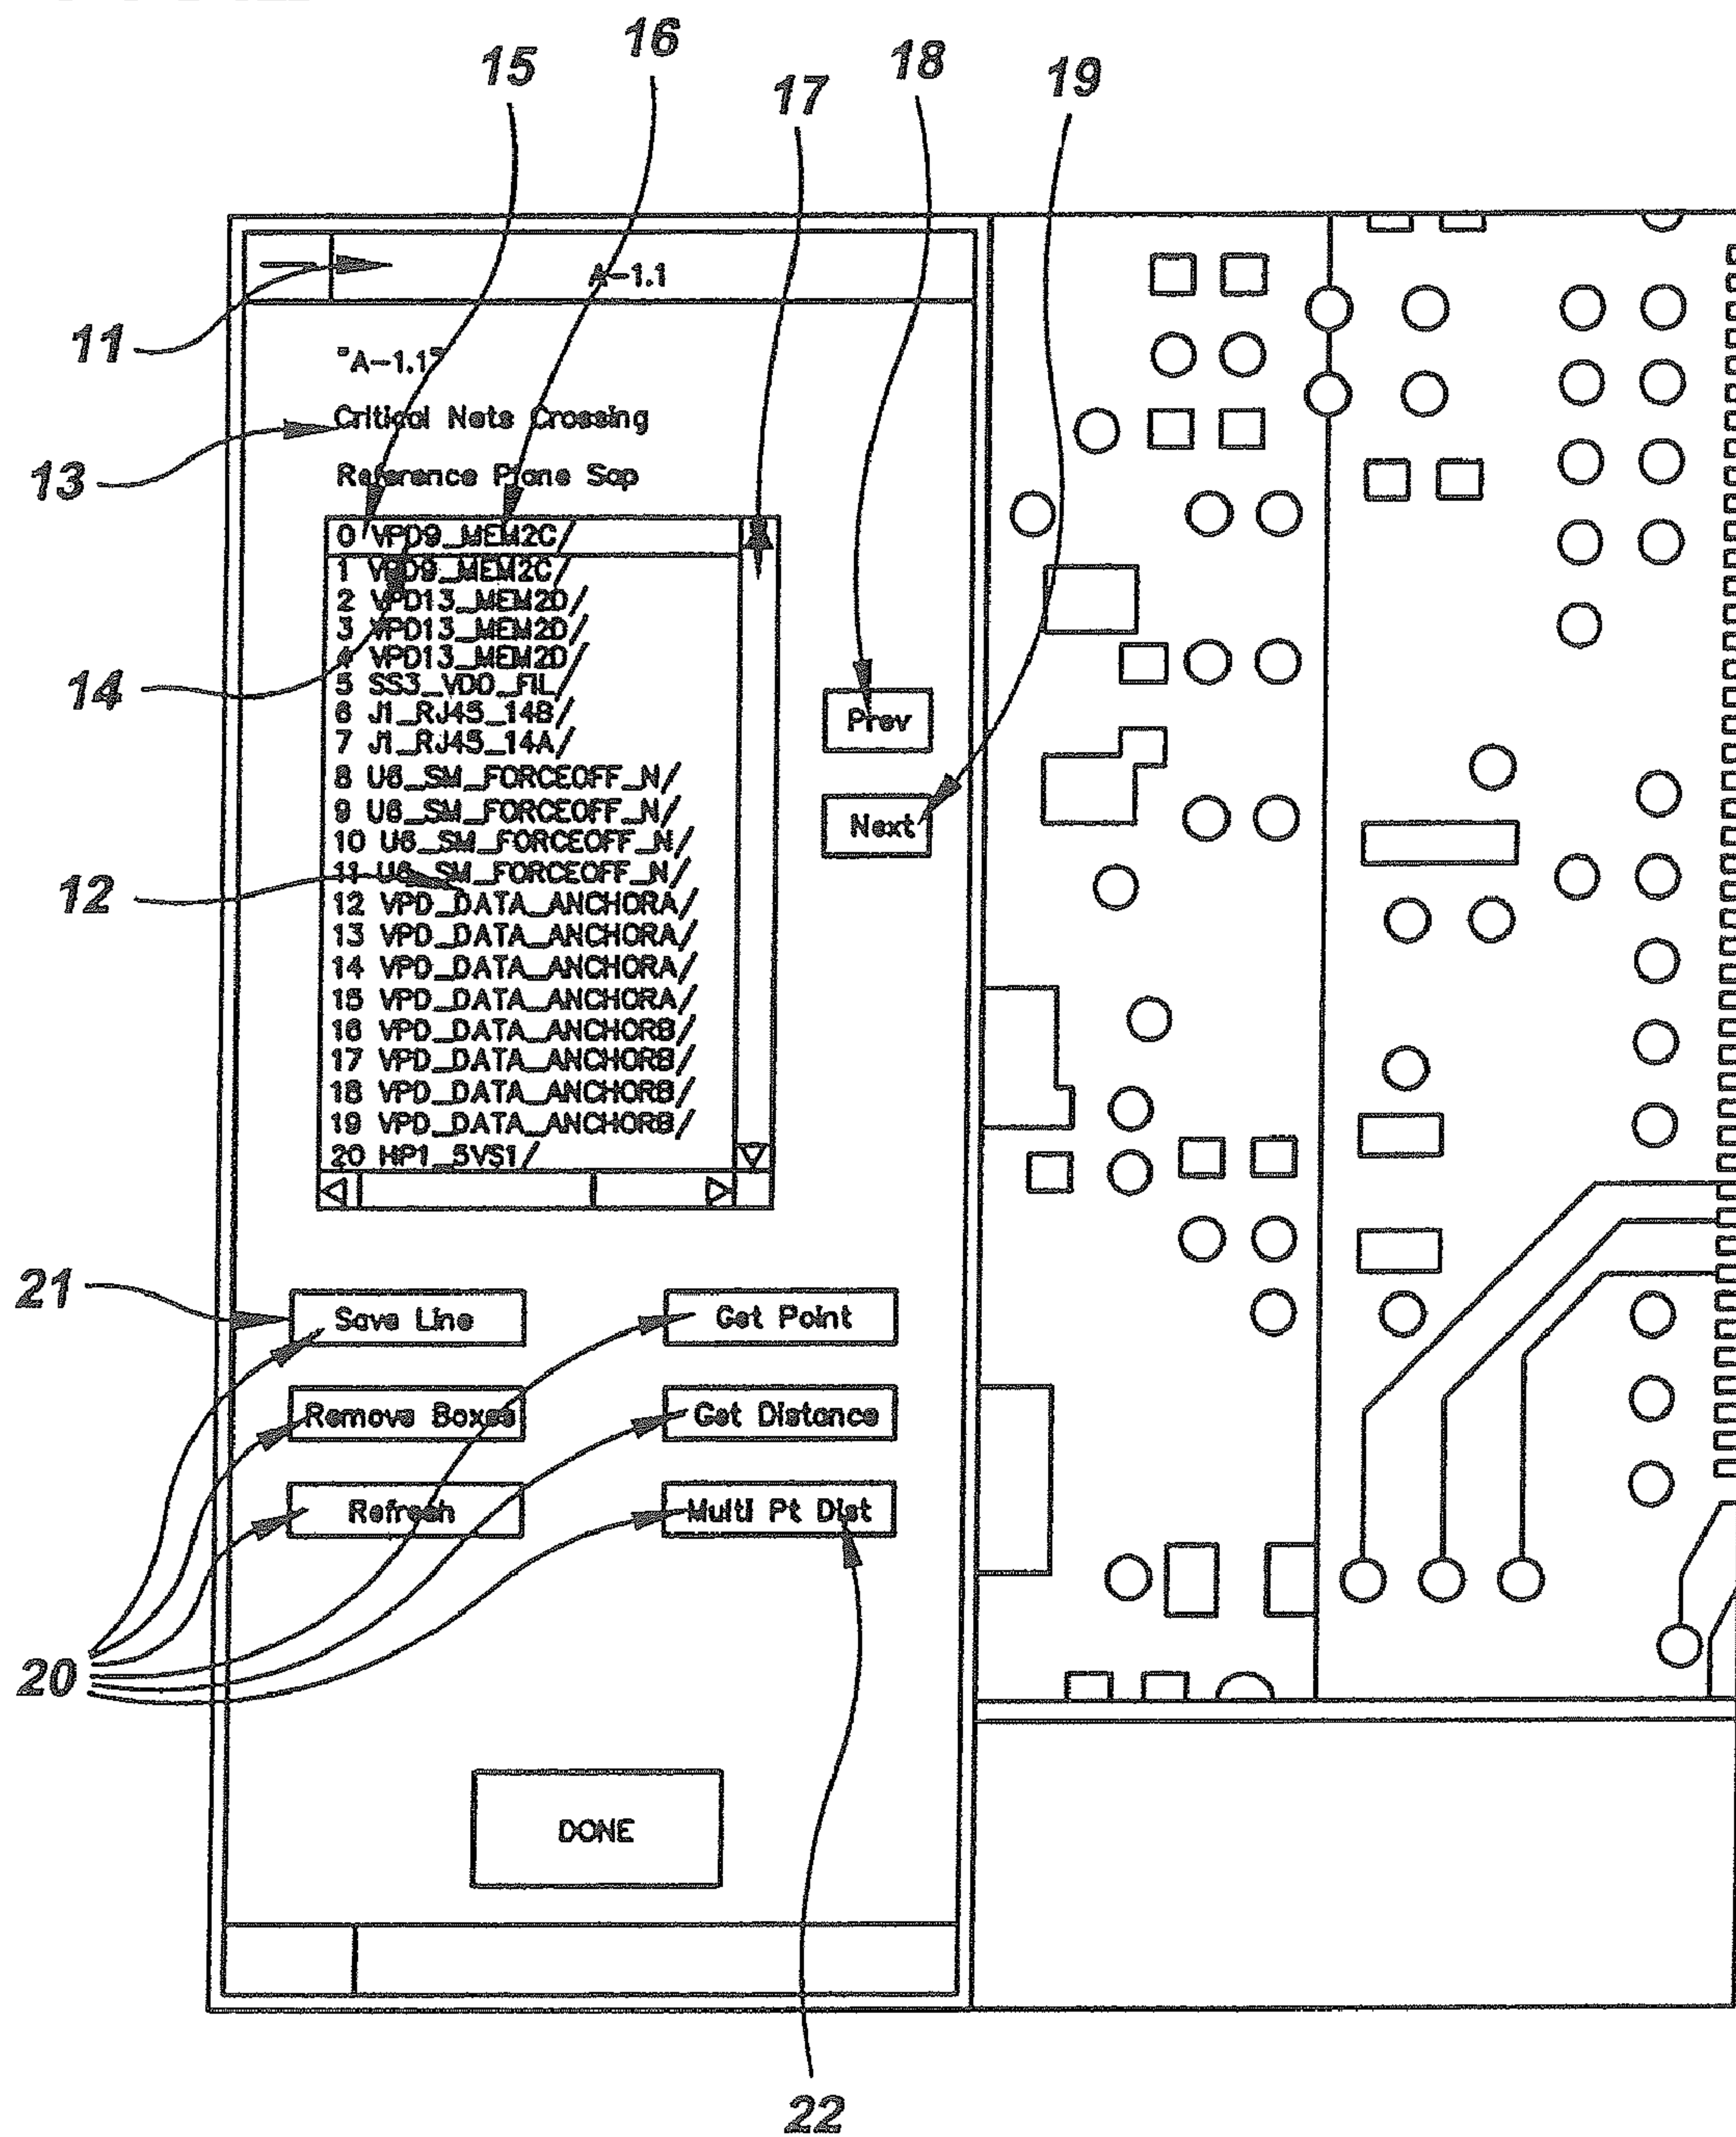 15
16
17
18
19
11
A-1.1
"A-1.1"
13
Critical Nets Crossing
Reference Plane Sap
0 VPD9_MEM2C/
1 VPD9_MEM2C/
2 VPD13_MEM2D/
3 VPD13_MEM2D/
4 VPD13_MEM2D/
14
5 SS3_VDD_FIL/
6 J1_RJ45_14B/
7 J1_RJ45_14A/
Prev
8 U6_SM_FORCEOFF_N/
9 U6_SM_FORCEOFF_N/
Next
10 U6_SM_FORCEOFF_N/
11 U6_SM_FORCEOFF_N/
12
12 VPD_DATA_ANCHORA/
13 VPD_DATA_ANCHORA/
14 VPD_DATA_ANCHORA/
15 VPD_DATA_ANCHORA/
16 VPD_DATA_ANCHORB/
17 VPD_DATA_ANCHORB/
18 VPD_DATA_ANCHORB/
19 VPD_DATA_ANCHORB/
20 HP1_5VS1/
21
Save Line
Get Point
Remove Boxes
Get Distance
Refresh
Multi Pt Dist
20
DONE
22